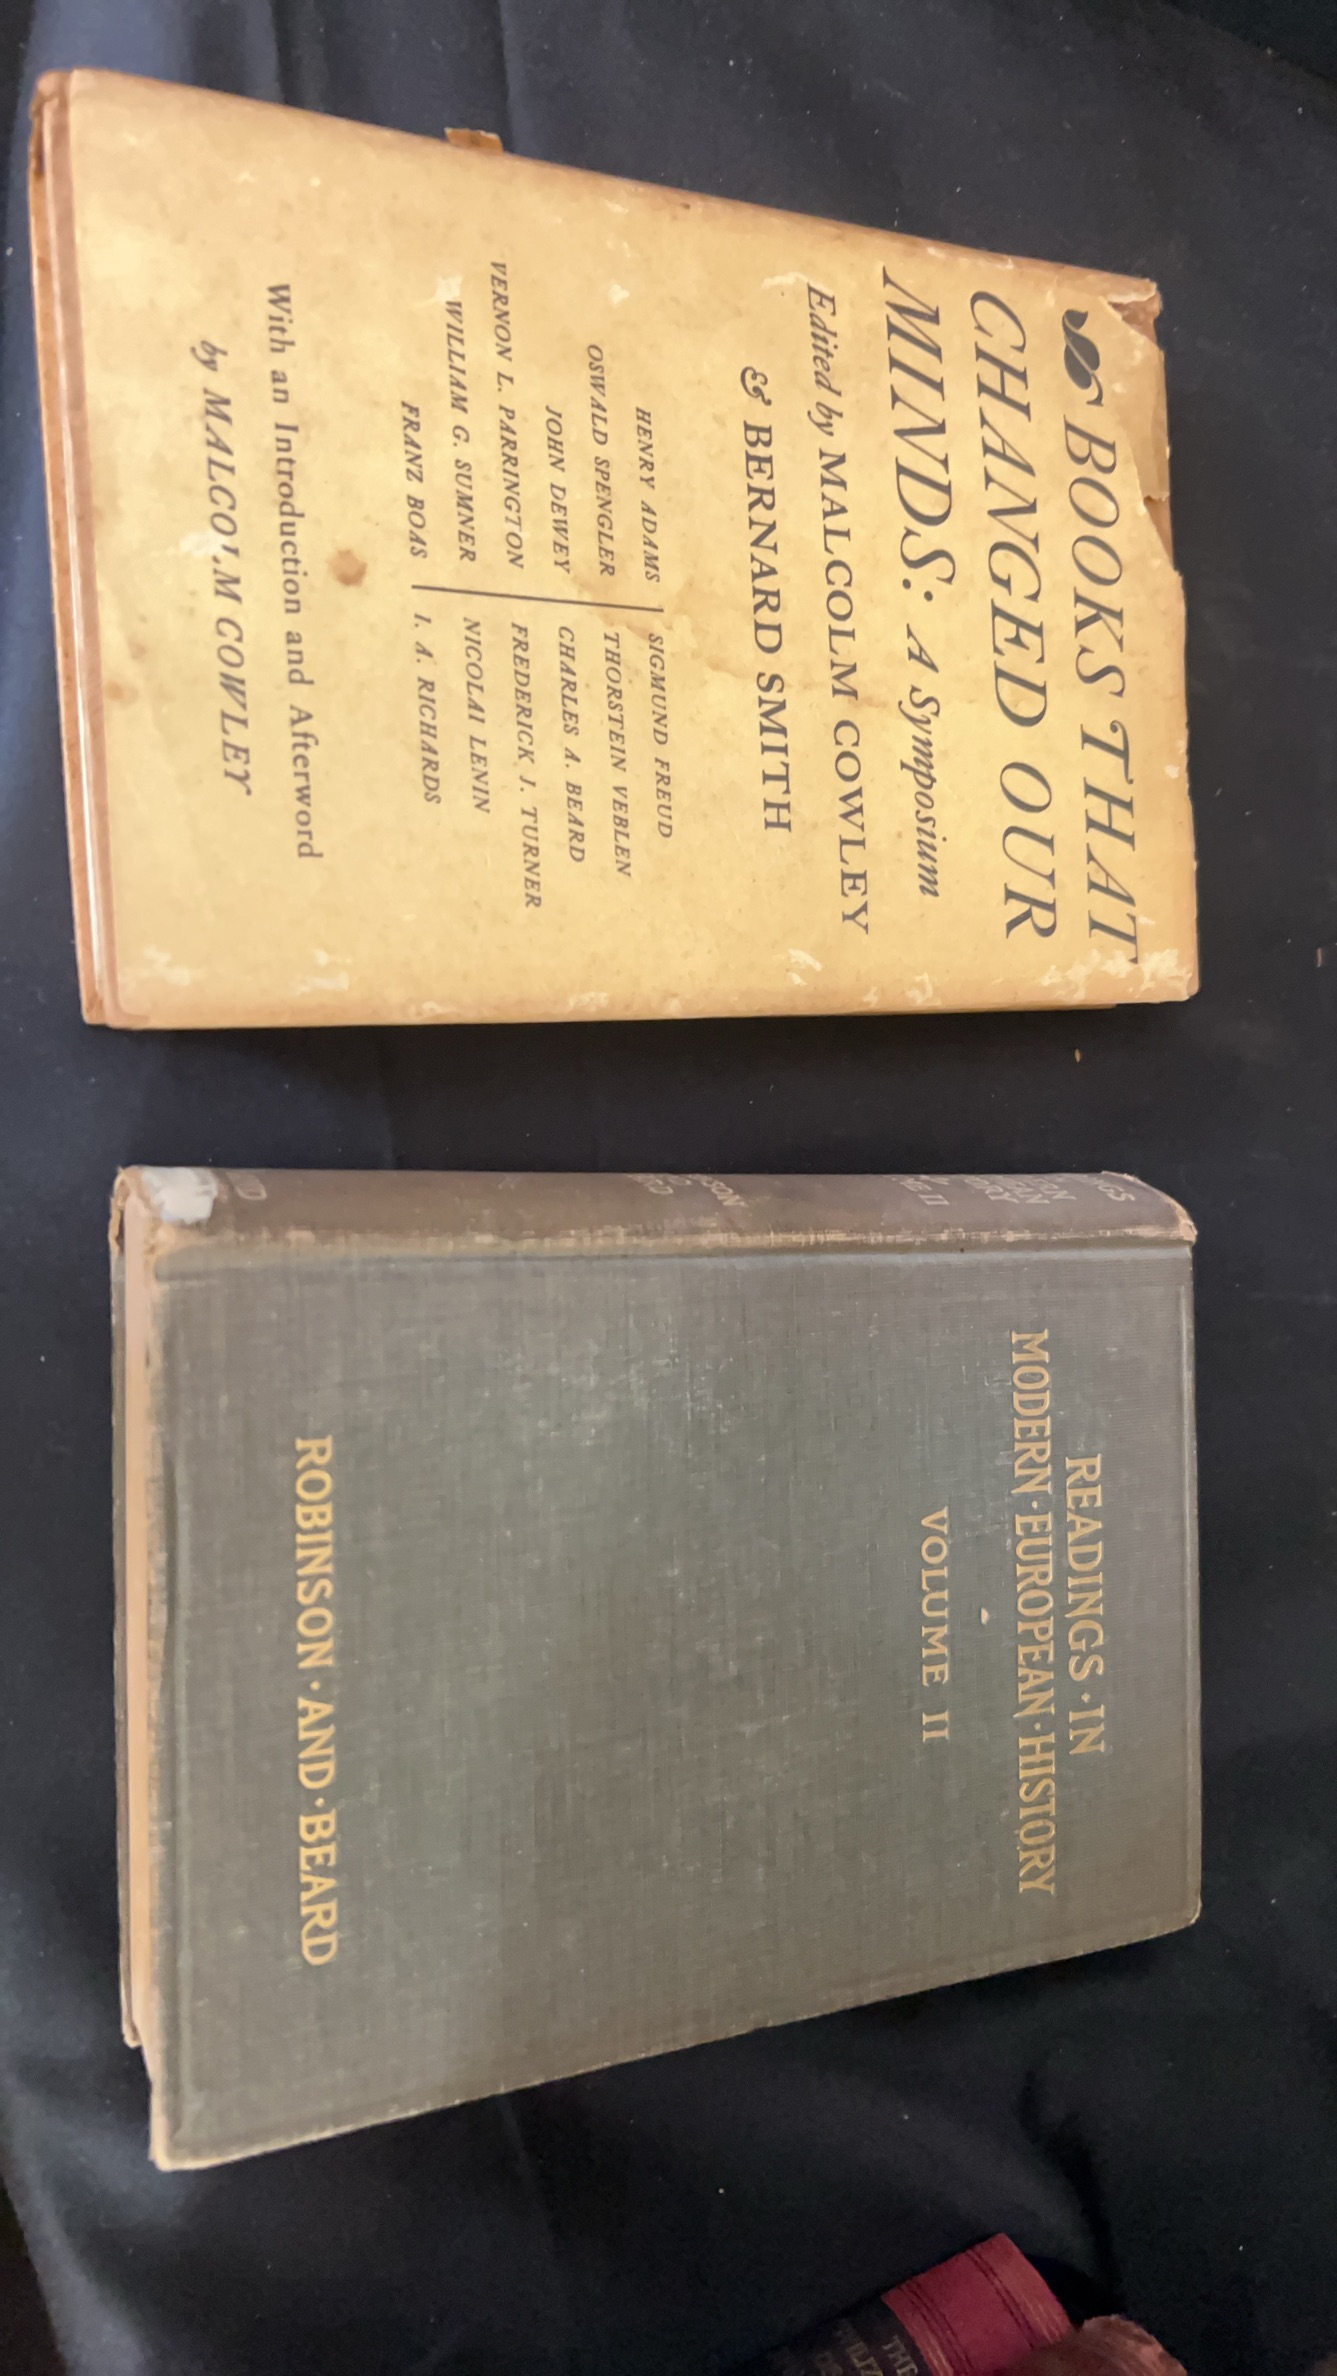 BOOKS THAT
CHANGED OUR
MINDS: A Symposium
Edited by MALCOLM COWLEY
& BERNARD SMITH
HENRY ADAMS
SIGMUND FREUD
OSWALD SPENGLER
THORSTEIN VEBLEN
JOHN DEWEY
CHARLES A. BEARD
VERNON L. PARRINGTON
FREDERICK J. TURNER
WILLIAM G. SUMNER
NICOLAI LENIN
FRANZ BOAS
I. A. RICHARDS
With an Introduction and Afterword
by MALCOLM COWLEY
READINGS·IN
MODERN·EUROPEAN·HISTORY
VOLUME II
ROBINSON·AND·BEARD
II
THE